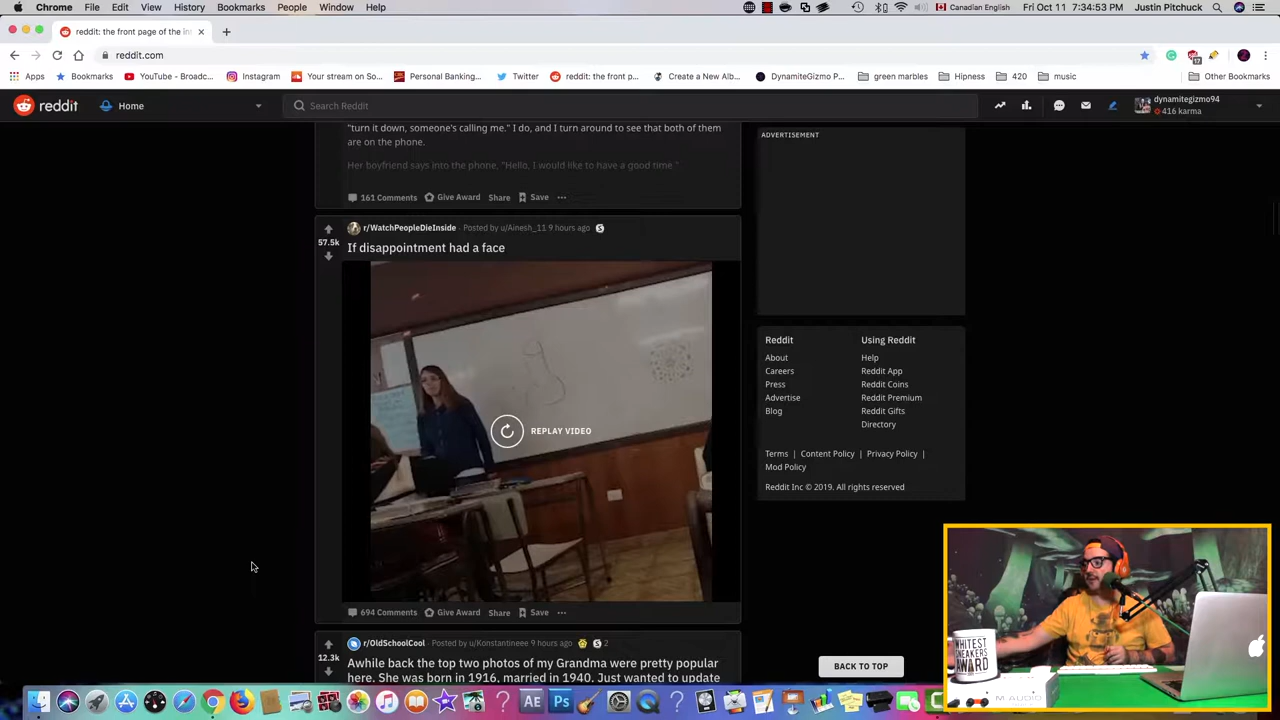 Chrome File Edit View History Bookmarks People Window Help Canadian English Fri Oct 11 7:34:53 PM Justin Pitchuck
reddit: the front page of the in
reddit.com
Apps Bookmarks YouTube - Broadc... Instagram Your stream on So... Personal Banking... Twitter reddit: the front p... Create a New Alb... DynamiteGizmo P... green marbles Hipness 420 music Other Bookmarks
reddit Home Search Reddit dynamitegizmo94
416 karma
"turn it down, someone's calling me." I do, and I turn around to see that both of them
are on the phone.
Her boyfriend says into the phone, "Hello, I would like to have a good time "
161 Comments Give Award Share Save
57.5k
r/WatchPeopleDieInside · Posted by u/Ainesh_11 9 hours ago
If disappointment had a face
REPLAY VIDEO
694 Comments Give Award Share Save
12.3k
r/OldSchoolCool · Posted by u/Konstantineee 9 hours ago 2
Awhile back the top two photos of my Grandma were pretty popular
here. She was born in 1916, married in 1940. Just wanted to update
ADVERTISEMENT
Reddit Using Reddit
About Help
Careers Reddit App
Press Reddit Coins
Advertise Reddit Premium
Blog Reddit Gifts
Directory
Terms | Content Policy | Privacy Policy |
Mod Policy
Reddit Inc © 2019. All rights reserved
BACK TO TOP
WHITEST
SNEAKERS
AWARD
M-AUDIO
AE Ps